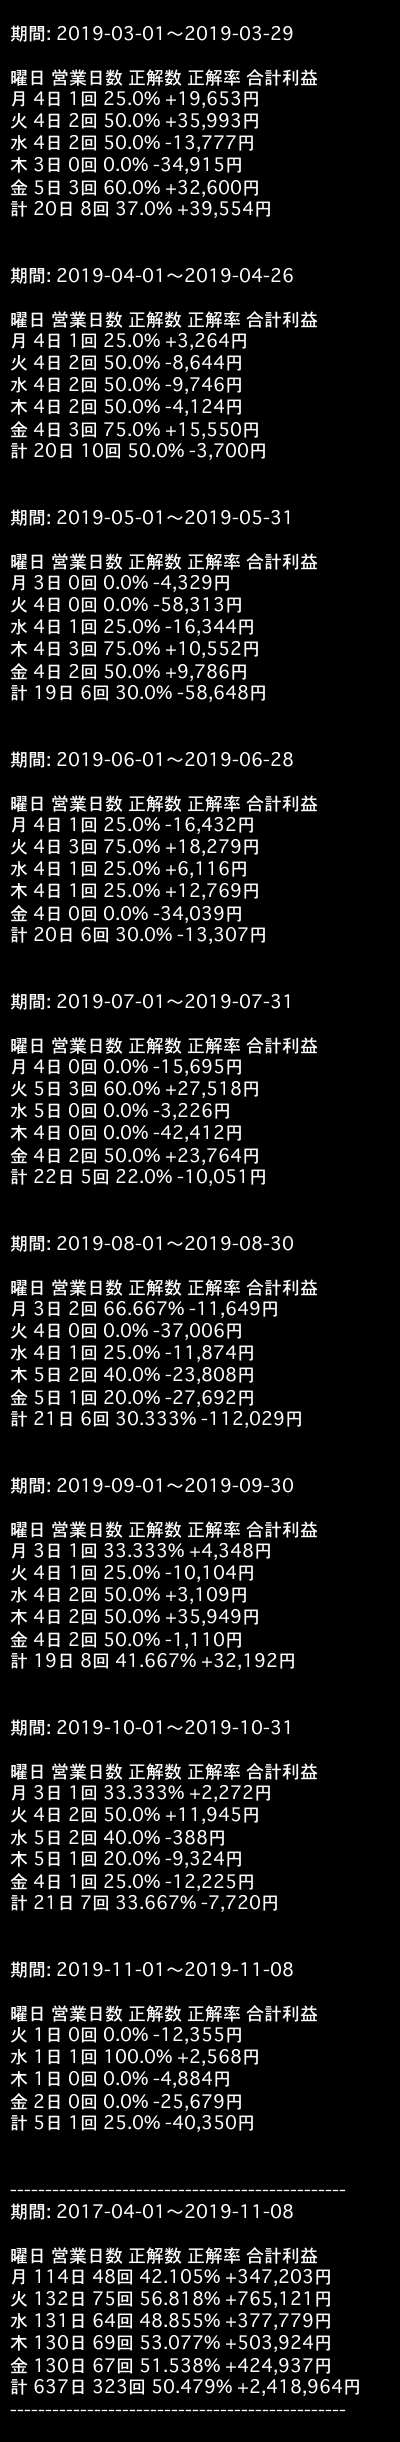 期間: 2019-03-01〜2019-03-29
曜日 営業日数 正解数 正解率 合計利益
月 4日 1回 25.0% +19,653円
火 4日 2回 50.0% +35,993円
水 4日 2回 50.0% -13,777円
木 3日 0回 0.0% -34,915円
金 5日 3回 60.0% +32,600円
計 20日 8回 37.0% +39,554円
期間: 2019-04-01〜2019-04-26
曜日 営業日数 正解数 正解率 合計利益
月 4日 1回 25.0% +3,264円
火 4日 2回 50.0% -8,644円
水 4日 2回 50.0% -9,746円
木 4日 2回 50.0% -4,124円
金 4日 3回 75.0% +15,550円
計 20日 10回 50.0% -3,700円
期間: 2019-05-01〜2019-05-31
曜日 営業日数 正解数 正解率 合計利益
月 3日 0回 0.0% -4,329円
火 4日 0回 0.0% -58,313円
水 4日 1回 25.0% -16,344円
木 4日 3回 75.0% +10,552円
金 4日 2回 50.0% +9,786円
計 19日 6回 30.0% -58,648円
期間: 2019-06-01〜2019-06-28
曜日 営業日数 正解数 正解率 合計利益
月 4日 1回 25.0% -16,432円
火 4日 3回 75.0% +18,279円
水 4日 1回 25.0% +6,116円
木 4日 1回 25.0% +12,769円
金 4日 0回 0.0% -34,039円
計 20日 6回 30.0% -13,307円
期間: 2019-07-01〜2019-07-31
曜日 営業日数 正解数 正解率 合計利益
月 4日 0回 0.0% -15,695円
火 5日 3回 60.0% +27,518円
水 5日 0回 0.0% -3,226円
木 4日 0回 0.0% -42,412円
金 4日 2回 50.0% +23,764円
計 22日 5回 22.0% -10,051円
期間: 2019-08-01〜2019-08-30
曜日 営業日数 正解数 正解率 合計利益
月 3日 2回 66.667% -11,649円
火 4日 0回 0.0% -37,006円
水 4日 1回 25.0% -11,874円
木 5日 2回 40.0% -23,808円
金 5日 1回 20.0% -27,692円
計 21日 6回 30.333% -112,029円
期間: 2019-09-01〜2019-09-30
曜日 営業日数 正解数 正解率 合計利益
月 3日 1回 33.333% +4,348円
火 4日 1回 25.0% -10,104円
水 4日 2回 50.0% +3,109円
木 4日 2回 50.0% +35,949円
金 4日 2回 50.0% -1,110円
計 19日 8回 41.667% +32,192円
期間: 2019-10-01〜2019-10-31
曜日 営業日数 正解数 正解率 合計利益
月 3日 1回 33.333% +2,272円
火 4日 2回 50.0% +11,945円
水 5日 2回 40.0% -388円
木 5日 1回 20.0% -9,324円
金 4日 1回 25.0% -12,225円
計 21日 7回 33.667% -7,720円
期間: 2019-11-01〜2019-11-08
曜日 営業日数 正解数 正解率 合計利益
火 1日 0回 0.0% -12,355円
水 1日 1回 100.0% +2,568円
木 1日 0回 0.0% -4,884円
金 2日 0回 0.0% -25,679円
計 5日 1回 25.0% -40,350円
------------------------------------------------
期間: 2017-04-01〜2019-11-08
曜日 営業日数 正解数 正解率 合計利益
月 114日 48回 42.105% +347,203円
火 132日 75回 56.818% +765,121円
水 131日 64回 48.855% +377,779円
木 130日 69回 53.077% +503,924円
金 130日 67回 51.538% +424,937円
計 637日 323回 50.479% +2,418,964円
------------------------------------------------